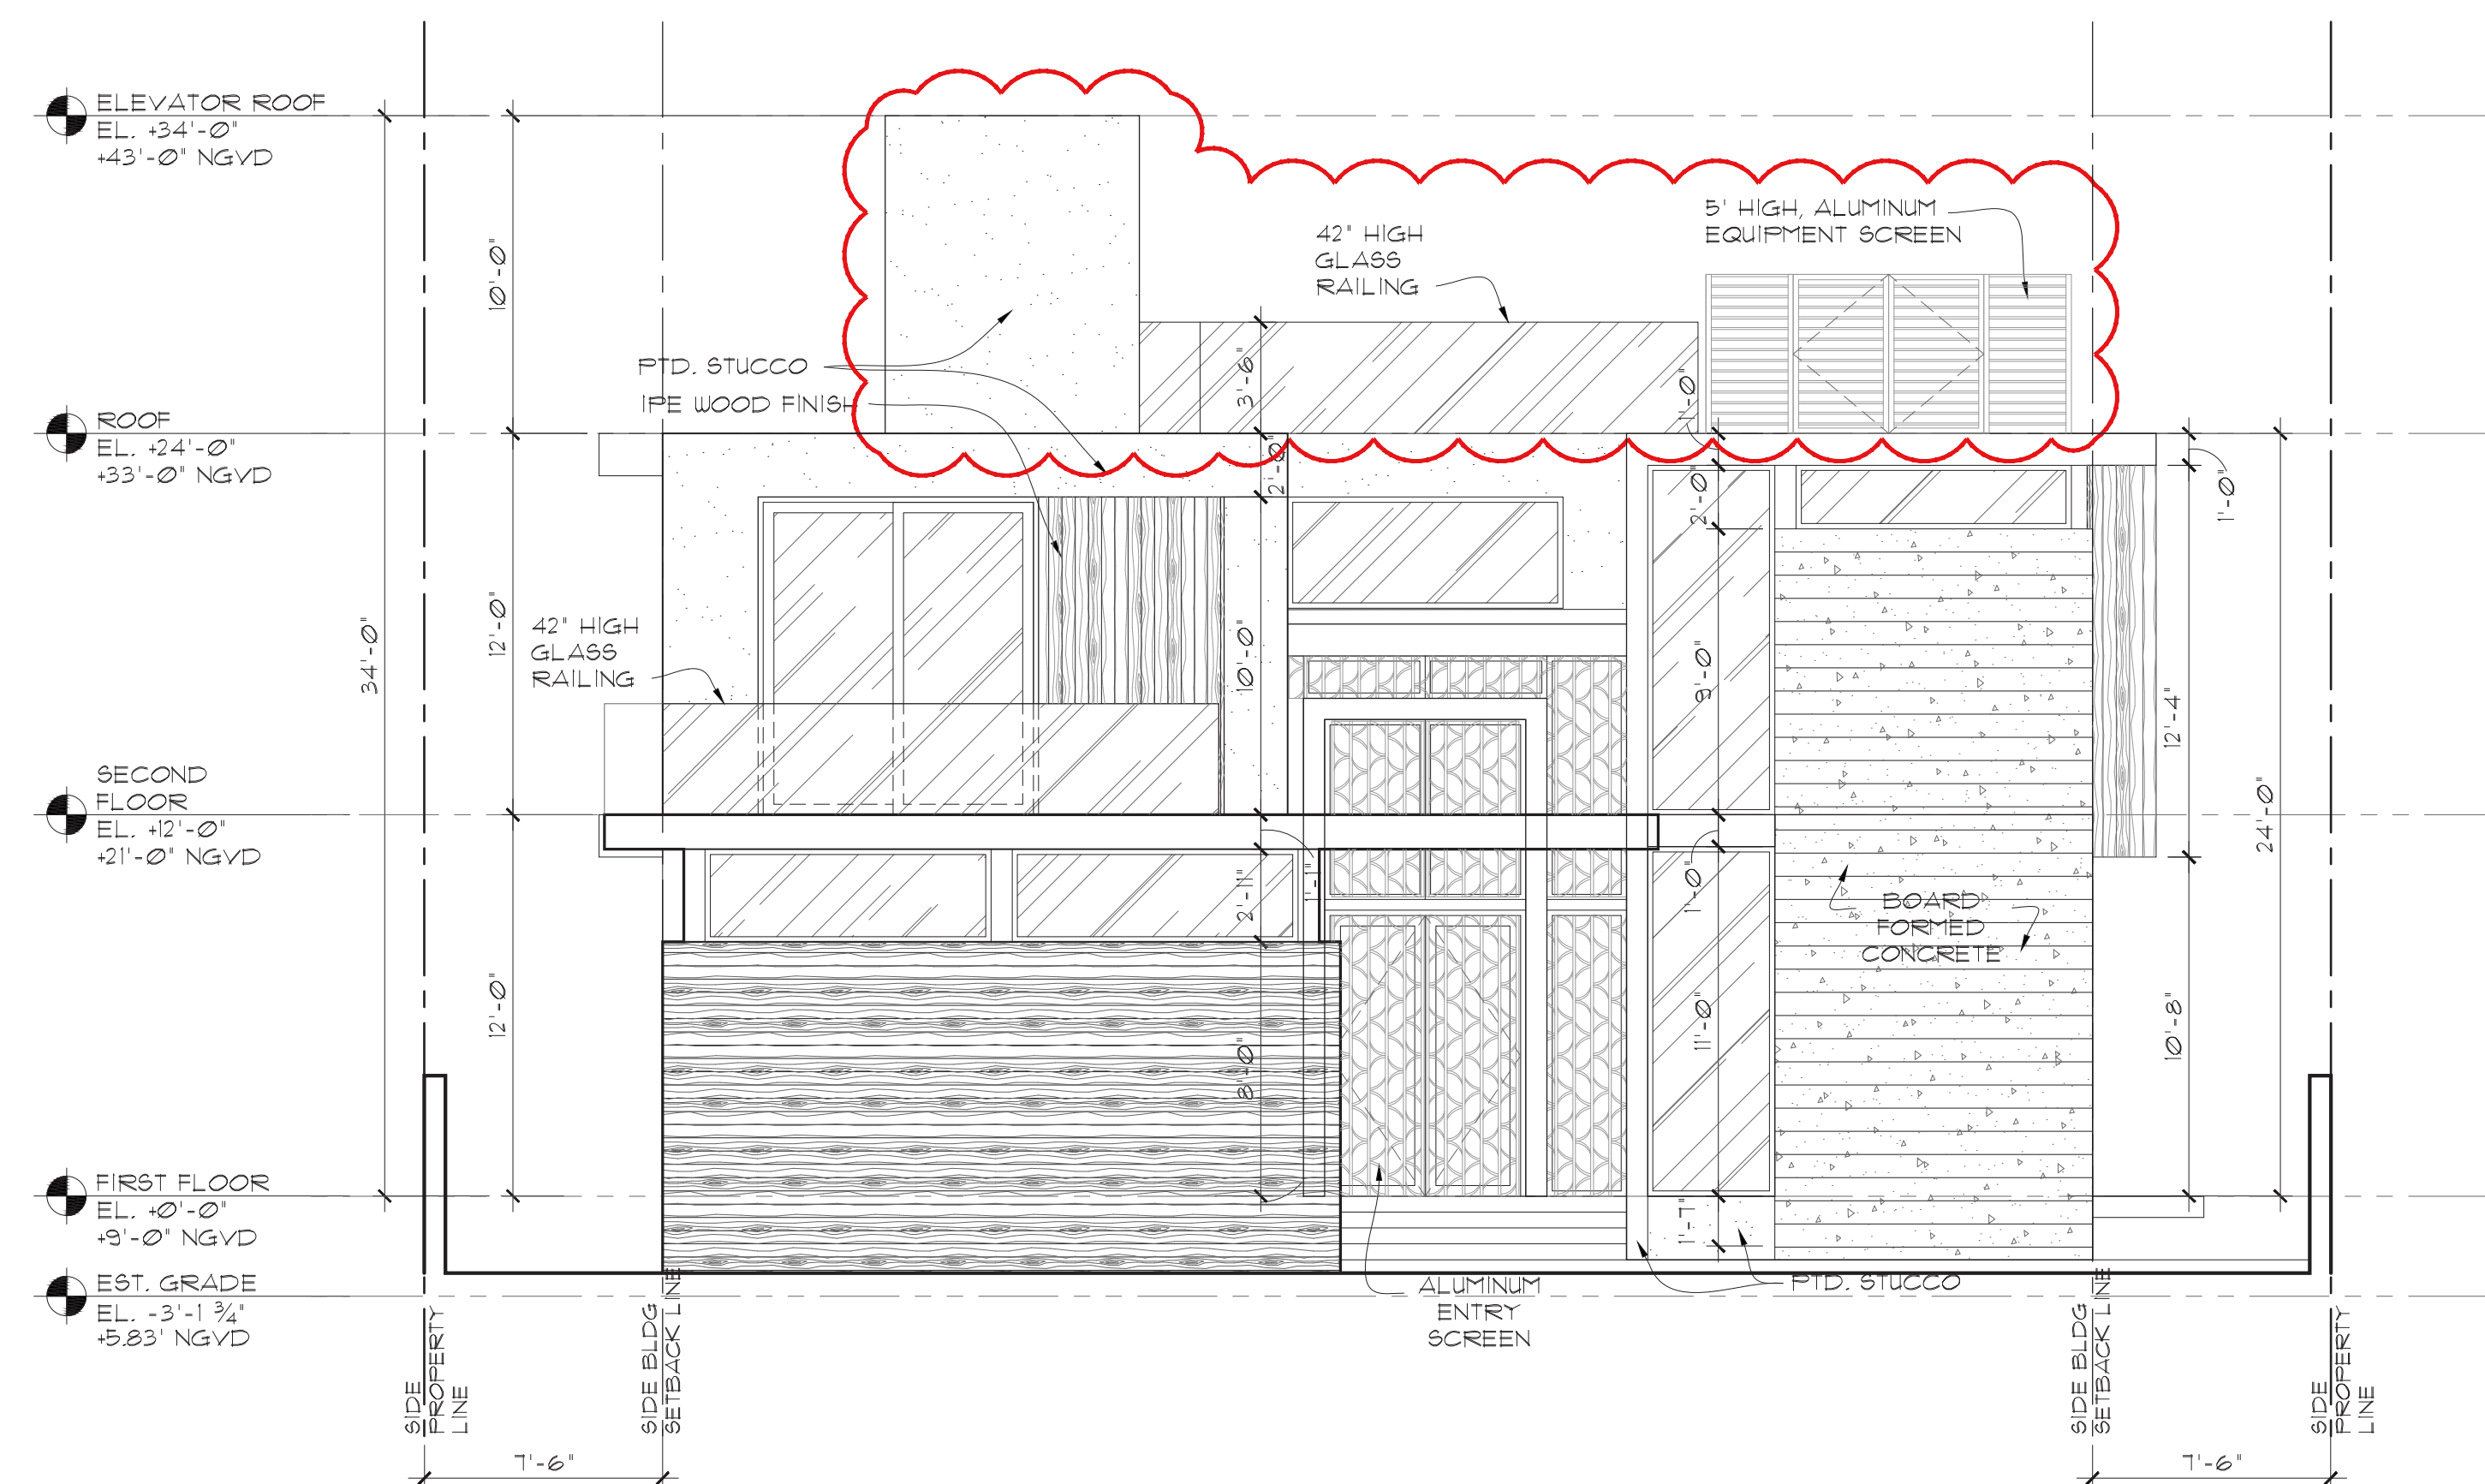 ELEVATOR ROOF
EL. +34'-0"
+43'-0" NGVD
ROOF
EL. +24'-0"
+33'-0" NGVD
SECOND
FLOOR
EL. +12'-0"
+21'-0" NGVD
FIRST FLOOR
EL. +0'-0"
+9'-0" NGVD
EST. GRADE
EL. -3'-1 3/4"
+5.83' NGVD
34'-0"
10'-0"
12'-0"
12'-0"
PTD. STUCCO
IPE WOOD FINISH
42" HIGH
GLASS
RAILING
42" HIGH
GLASS
RAILING
5' HIGH, ALUMINUM
EQUIPMENT SCREEN
3'-6"
2'-0"
10'-0"
1'-1"
2'-11"
8'-0"
1'-0"
2'-0"
9'-0"
1'-0"
11'-0"
1'-7"
BOARD
FORMED
CONCRETE
1'-0"
12'-4"
10'-8"
24'-0"
ALUMINUM
ENTRY
SCREEN
PTD. STUCCO
SIDE
PROPERTY
LINE
SIDE BLDG
SETBACK LINE
SIDE BLDG
SETBACK LINE
SIDE
PROPERTY
LINE
7'-6"
7'-6"